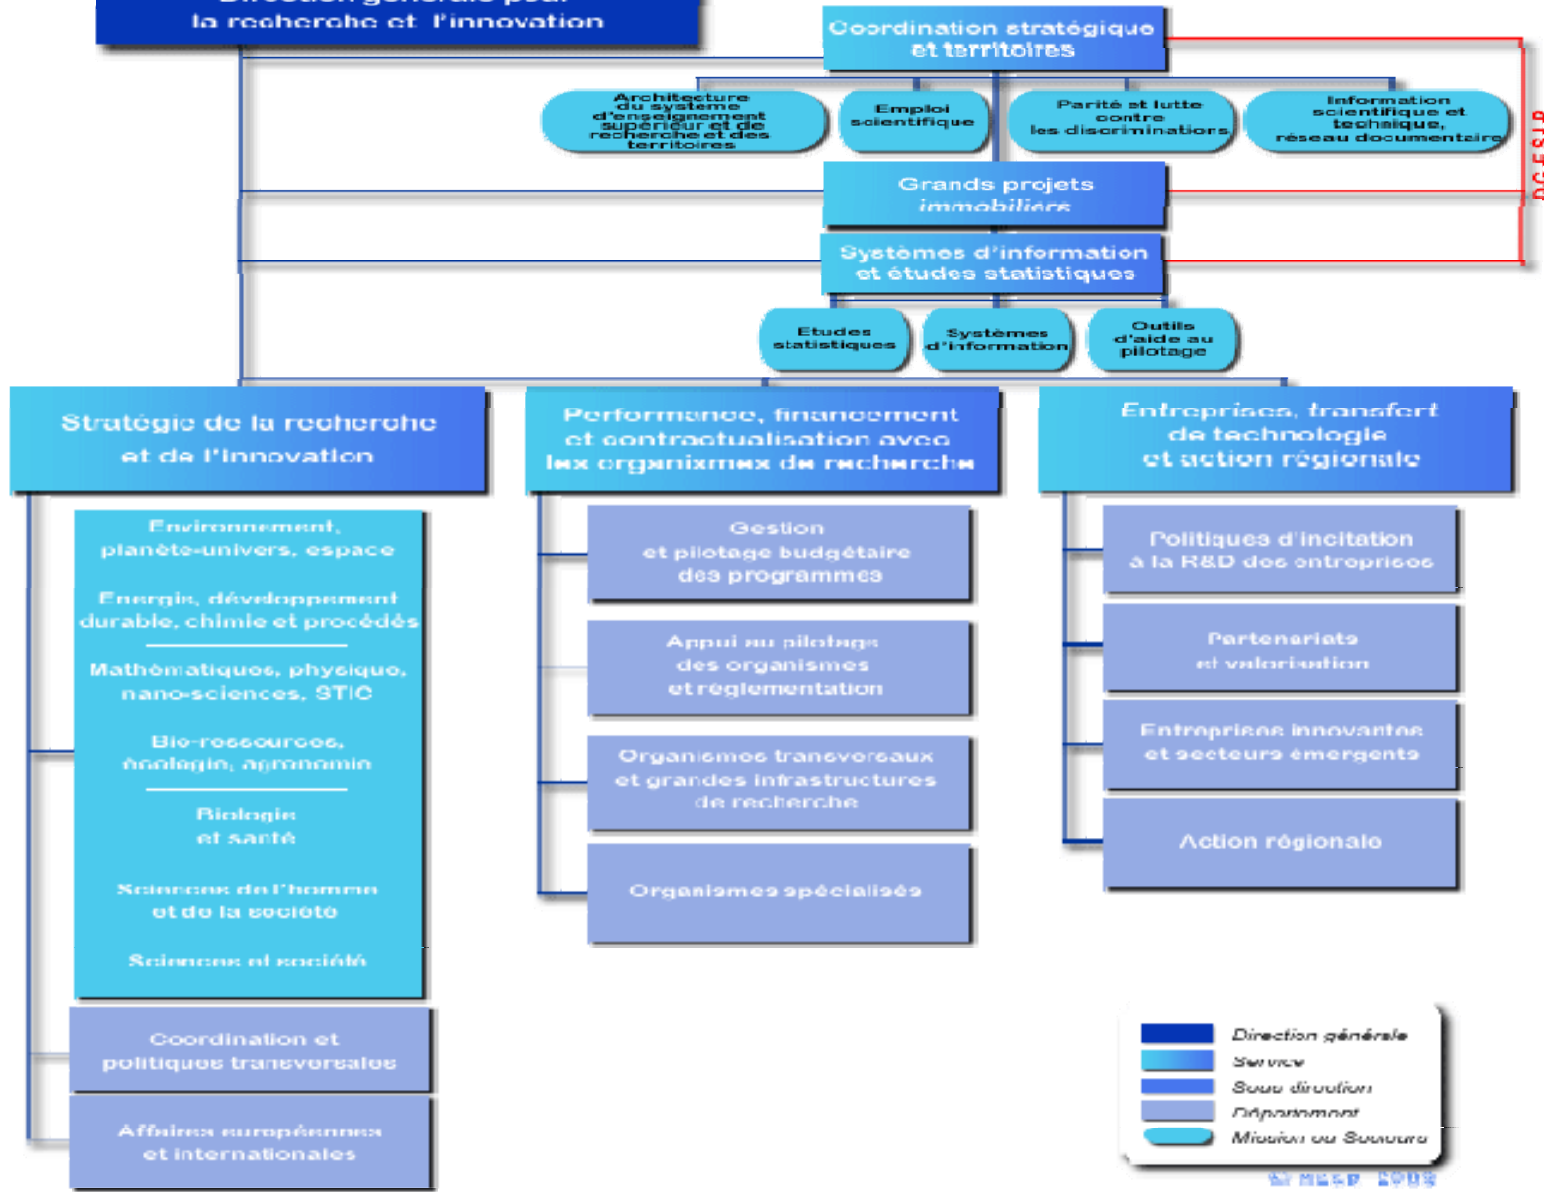 Direction générale pour
la recherche et l'innovation
Coordination stratégique
et territoires
Architecture
du système
d'enseignement
supérieur et de
recherche et des
territoires
Emploi
scientifique
Parité et lutte
contre
les discriminations
Information
scientifique et
technique,
réseau documentaire
DGESIP
Grands projets
immobiliers
Systèmes d'information
et études statistiques
Etudes
statistiques
Systèmes
d'information
Outils
d'aide au
pilotage
Stratégie de la recherche
et de l'innovation
Environnement,
planète-univers, espace
Energie, développement
durable, chimie et procédés
Mathématiques, physique,
nano-sciences, STIC
Bio-ressources,
écologie, agronomie
Biologie
et santé
Sciences de l'homme
et de la société
Sciences et société
Coordination et
politiques transversales
Affaires européennes
et internationales
Performance, financement
et contractualisation avec
les organismes de recherche
Gestion
et pilotage budgétaire
des programmes
Appui au pilotage
des organismes
et réglementation
Organismes transversaux
et grandes infrastructures
de recherche
Organismes spécialisés
Entreprises, transfert
de technologie
et action régionale
Politiques d'incitation
à la R&D des entreprises
Partenariats
et valorisation
Entreprises innovantes
et secteurs émergents
Action régionale
Direction générale
Service
Sous direction
Département
Mission ou Secteurs
MESR 2009